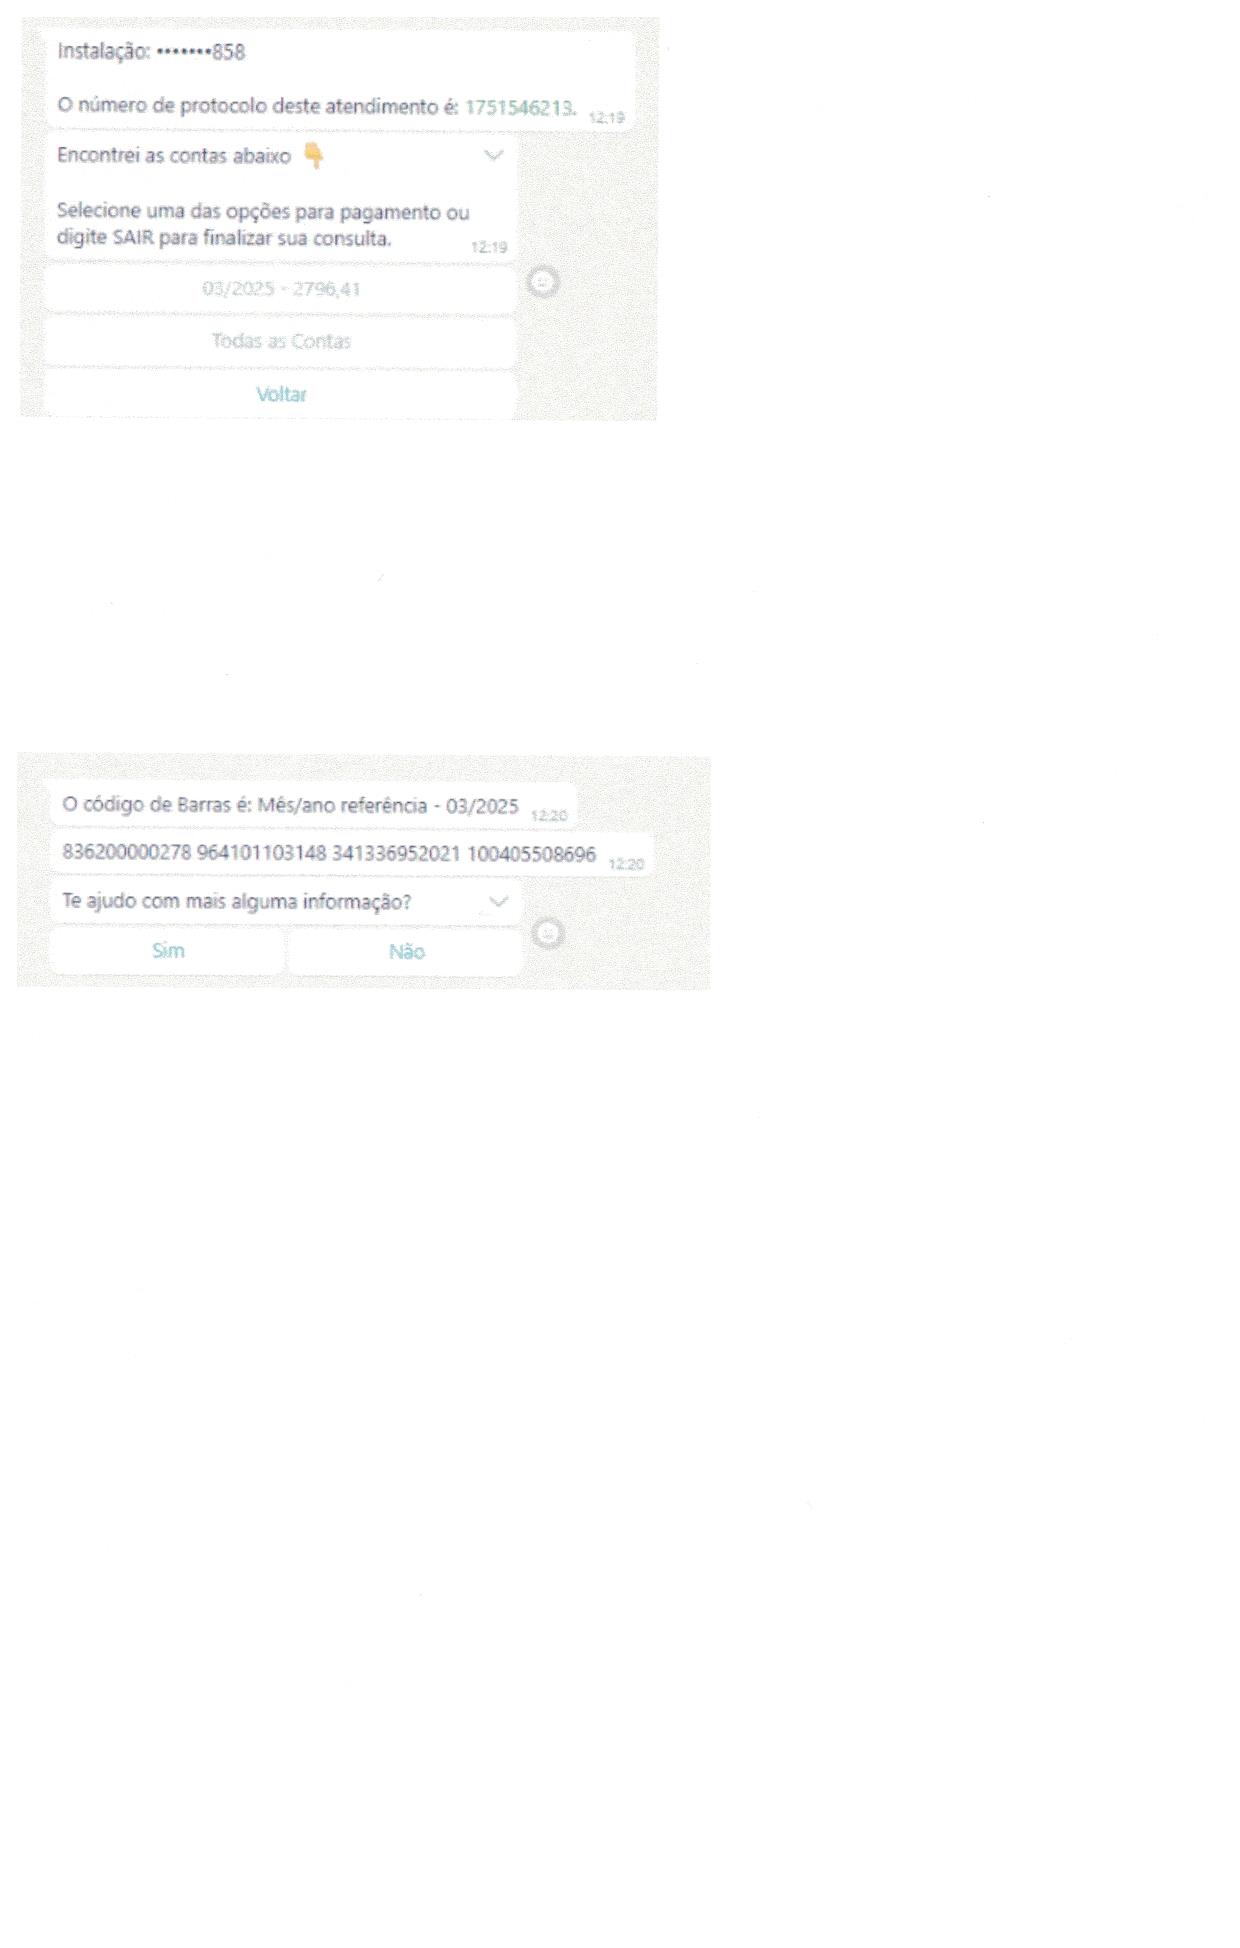 Instalação: •••••••858
O número de protocolo deste atendimento é: 1751546213. 12:19
Encontrei as contas abaixo 👇
Selecione uma das opções para pagamento ou
digite SAIR para finalizar sua consulta. 12:19
03/2025 - 2796,41
Todas as Contas
Voltar
O código de Barras é: Mês/ano referência - 03/2025 12:20
836200000278 964101103148 341336952021 100405508696 12:20
Te ajudo com mais alguma informação?
Sim Não